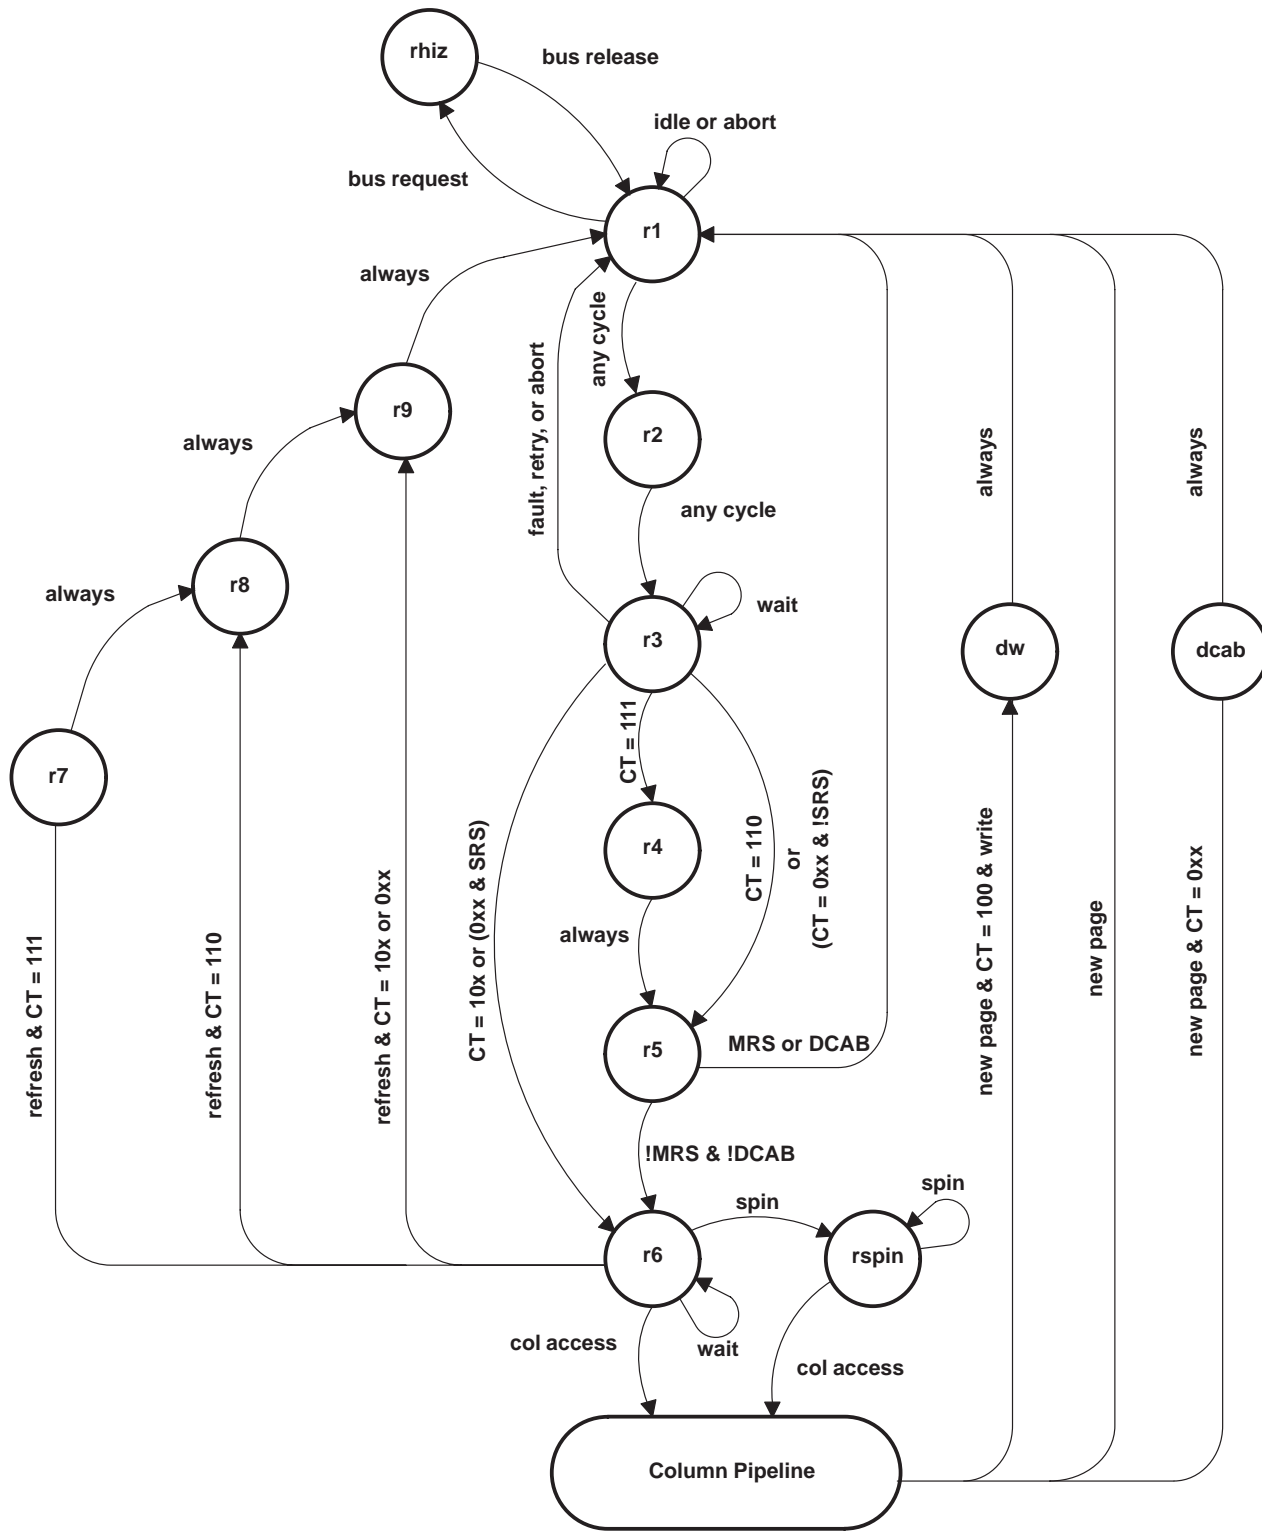 rhiz
bus release
idle or abort
bus request
r1
always
any cycle
fault, retry, or abort
r9
r2
always
always
always
any cycle
r8
always
wait
r3
dw
dcab
CT = 111
r7
CT = 110
or
(CT = 0xx & !SRS)
r4
CT = 10x or (0xx & SRS)
new page & CT = 100 & write
new page
new page & CT = 0xx
always
refresh & CT = 111
refresh & CT = 110
refresh & CT = 10x or 0xx
r5
MRS or DCAB
!MRS & !DCAB
spin
spin
r6
rspin
col access
wait
col access
Column Pipeline